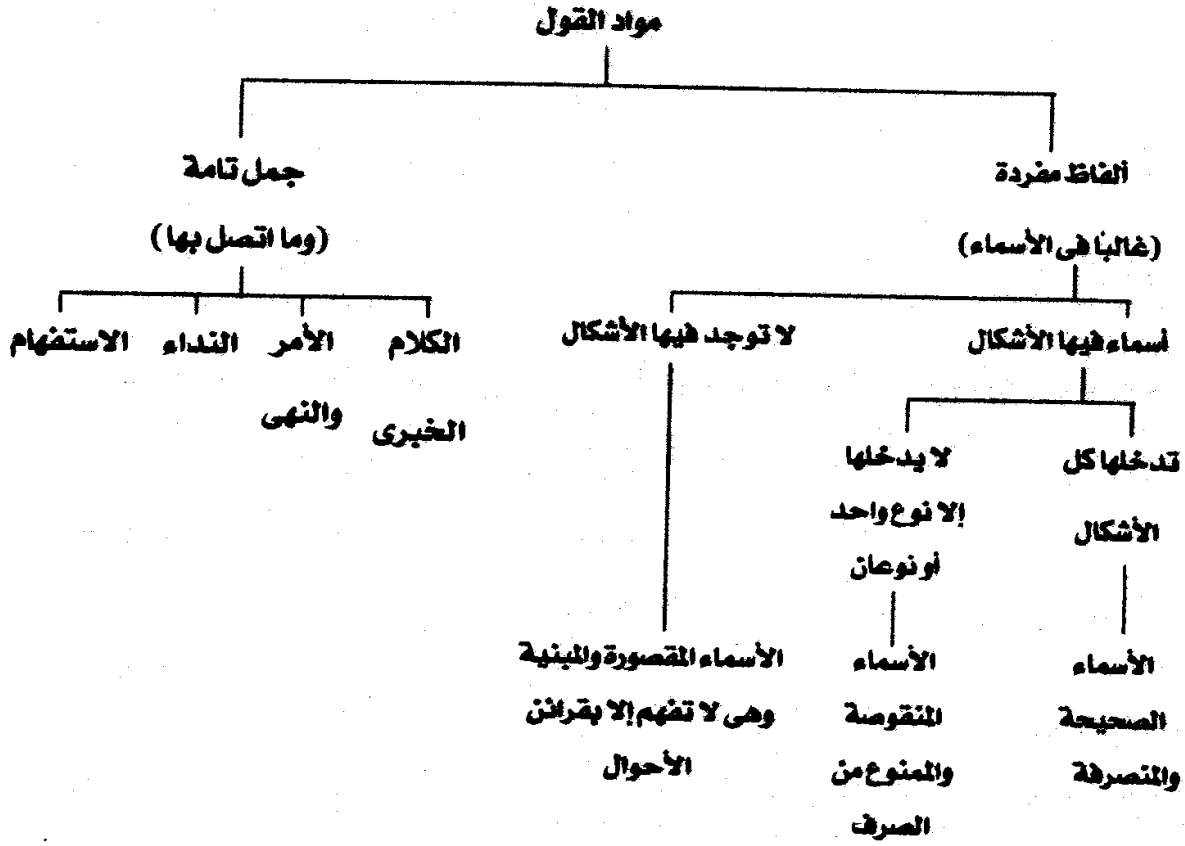 مواد القول
ألفاظ مفردة
(غالبًا فى الأسماء)
جمل تامة
(وما اتصل بها)
أسماء فيها الأشكال
لا توجد فيها الأشكال
الكلام
الخبرى
الأمر
والنهى
النداء
الاستفهام
تدخلها كل
الأشكال
لا يدخلها
إلا نوع واحد
أو نوعان
الأسماء
الصحيحة
والمنصرفة
الأسماء
المنقوصة
والممنوع من
الصرف
الأسماء المقصورة والمبنية
وهى لا تفهم إلا بقرائن
الأحوال